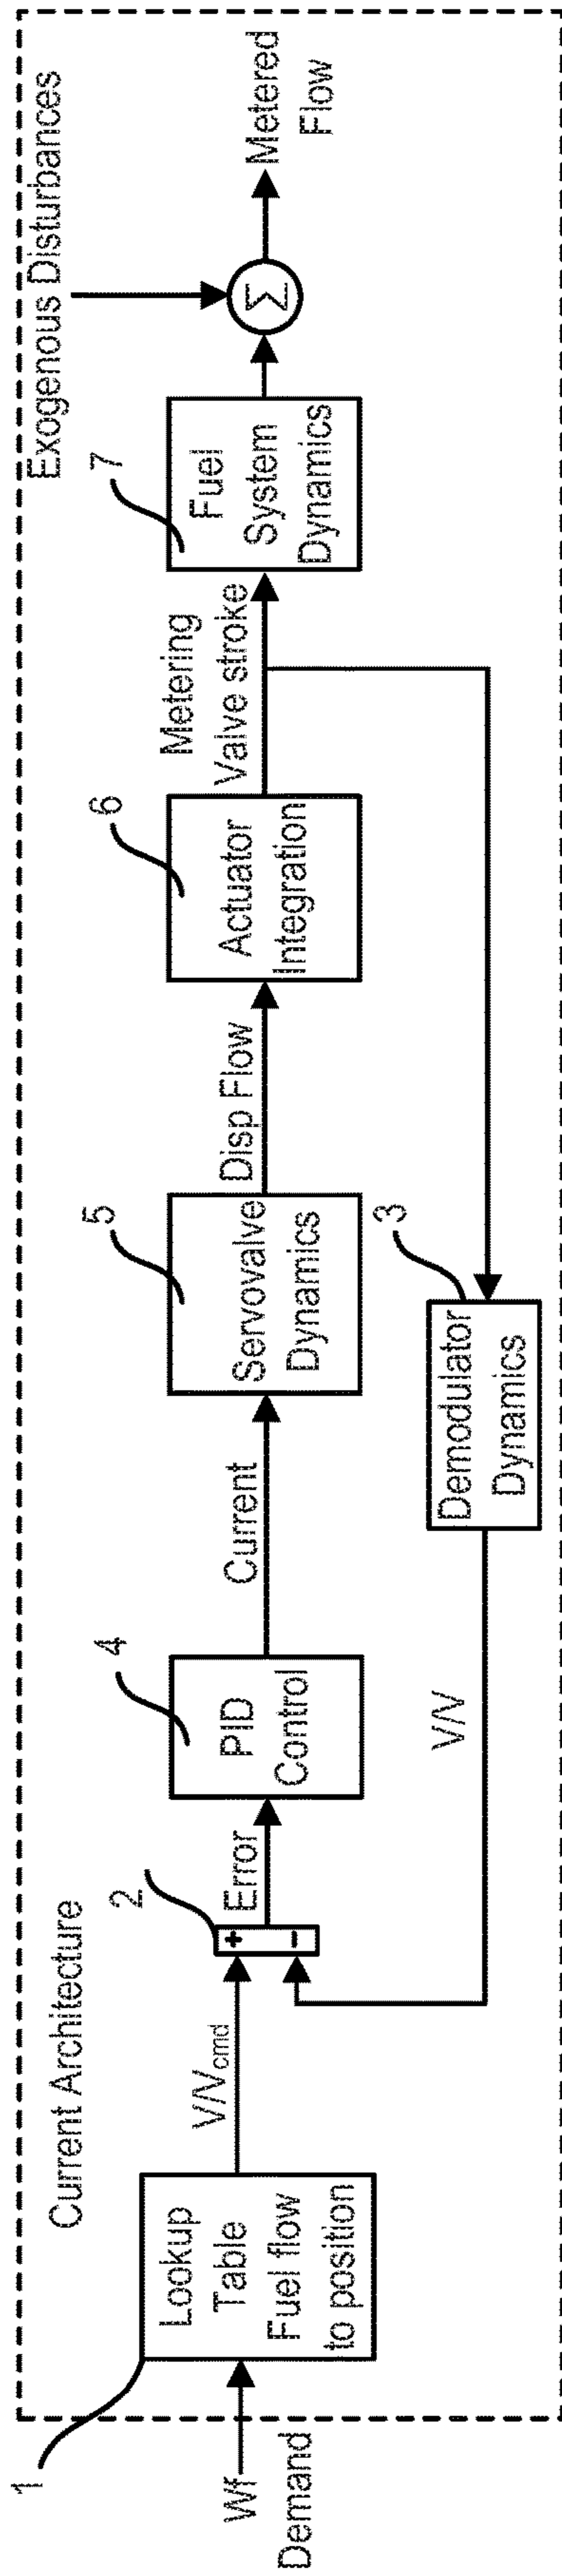 Current Architecture
Exogenous Disturbances
1
Wf
Demand
Lookup
Table
Fuel flow
to position
V/Vcmd
2
+
-
Error
4
PID
Control
Current
5
Servovalve
Dynamics
Disp Flow
6
Actuator
Integration
Metering
Valve stroke
7
Fuel
System
Dynamics
Σ
Metered
Flow
V/V
3
Demodulator
Dynamics